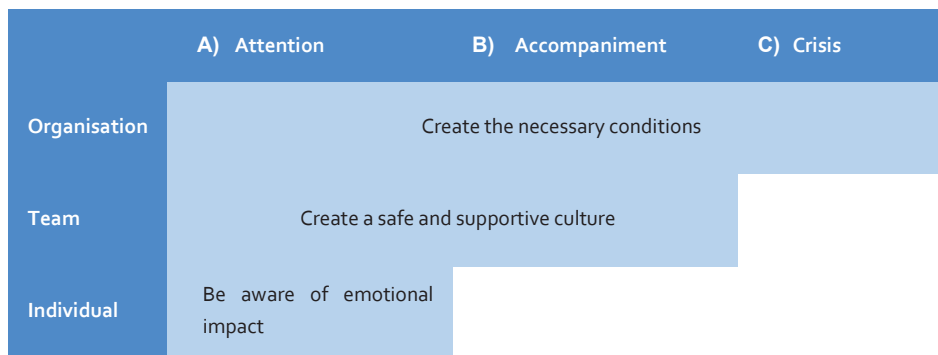 A) Attention B) Accompaniment C) Crisis
Organisation Create the necessary conditions
Team Create a safe and supportive culture
Individual Be aware of emotional
impact